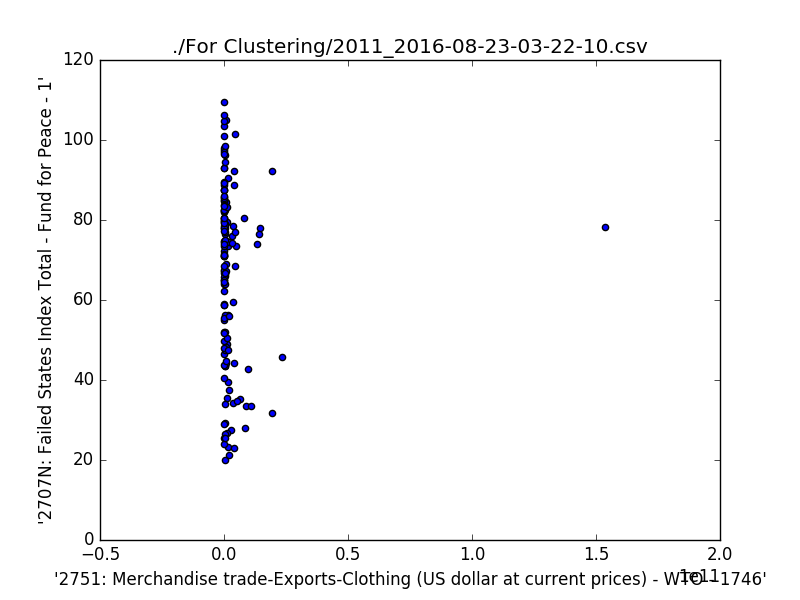 ./For Clustering/2011_2016-08-23-03-22-10.csv
120
100
80
60
40
20
0
'2707N: Failed States Index Total - Fund for Peace - 1'
−0.5 0.0 0.5 1.0 1.5 2.0
1e11
'2751: Merchandise trade-Exports-Clothing (US dollar at current prices) - WTO - 1746'